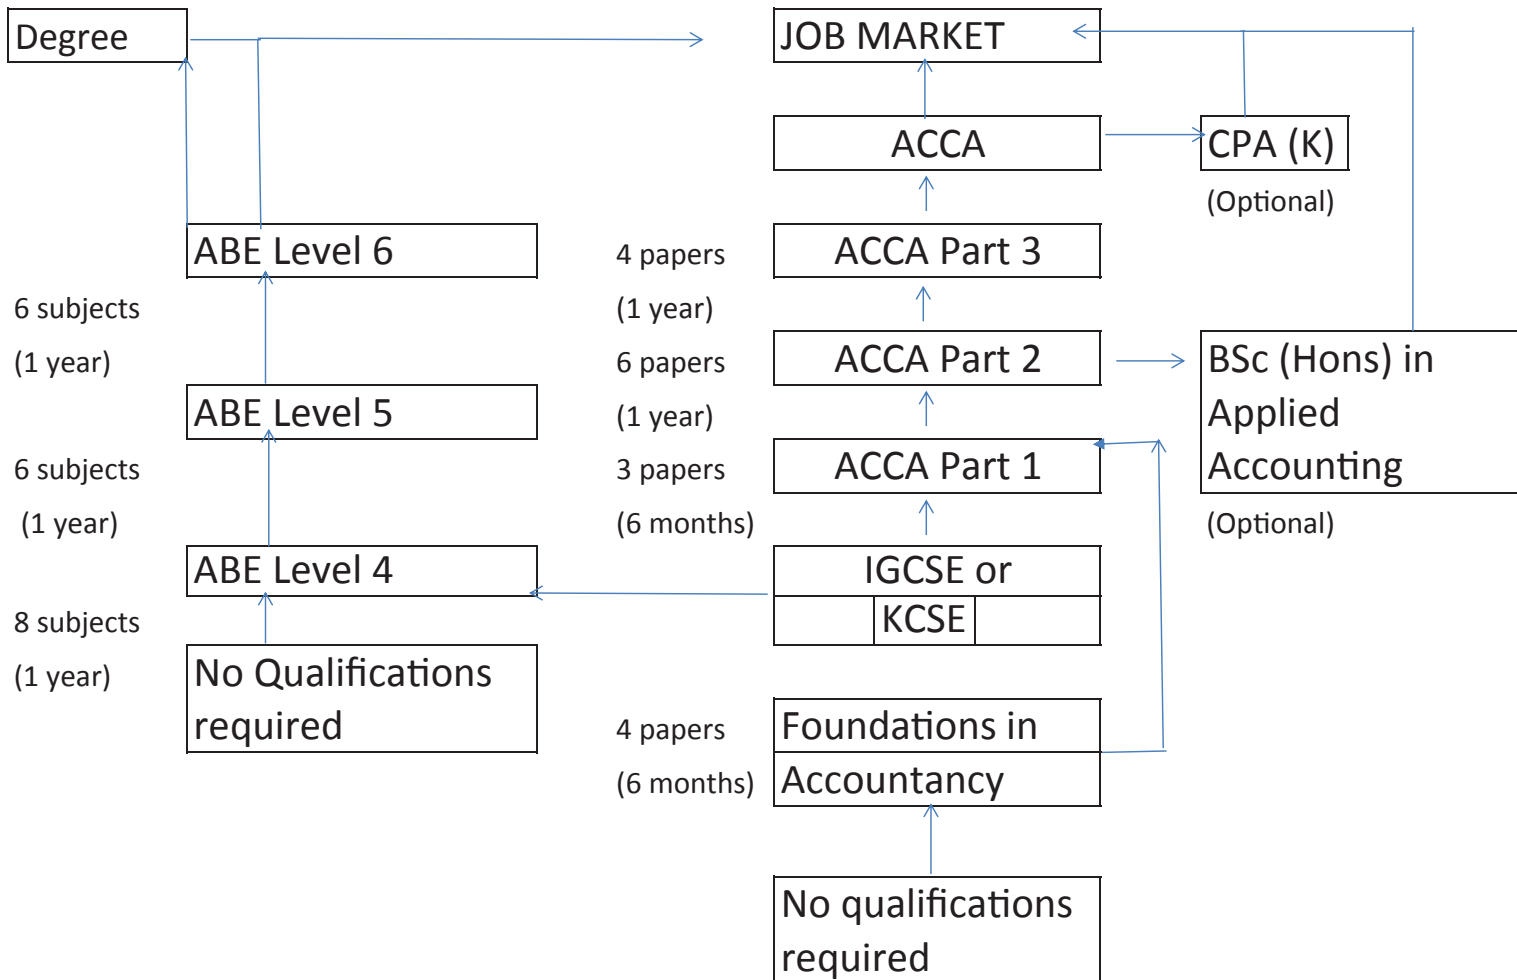 Degree
JOB MARKET
ACCA
CPA (K)
(Optional)
ABE Level 6
4 papers
ACCA Part 3
6 subjects
(1 year)
(1 year)
6 papers
ACCA Part 2
BSc (Hons) in
Applied
Accounting
(Optional)
ABE Level 5
(1 year)
6 subjects
(1 year)
3 papers
ACCA Part 1
(6 months)
ABE Level 4
IGCSE or
KCSE
8 subjects
(1 year)
No Qualifications
required
4 papers
(6 months)
Foundations in
Accountancy
No qualifications
required